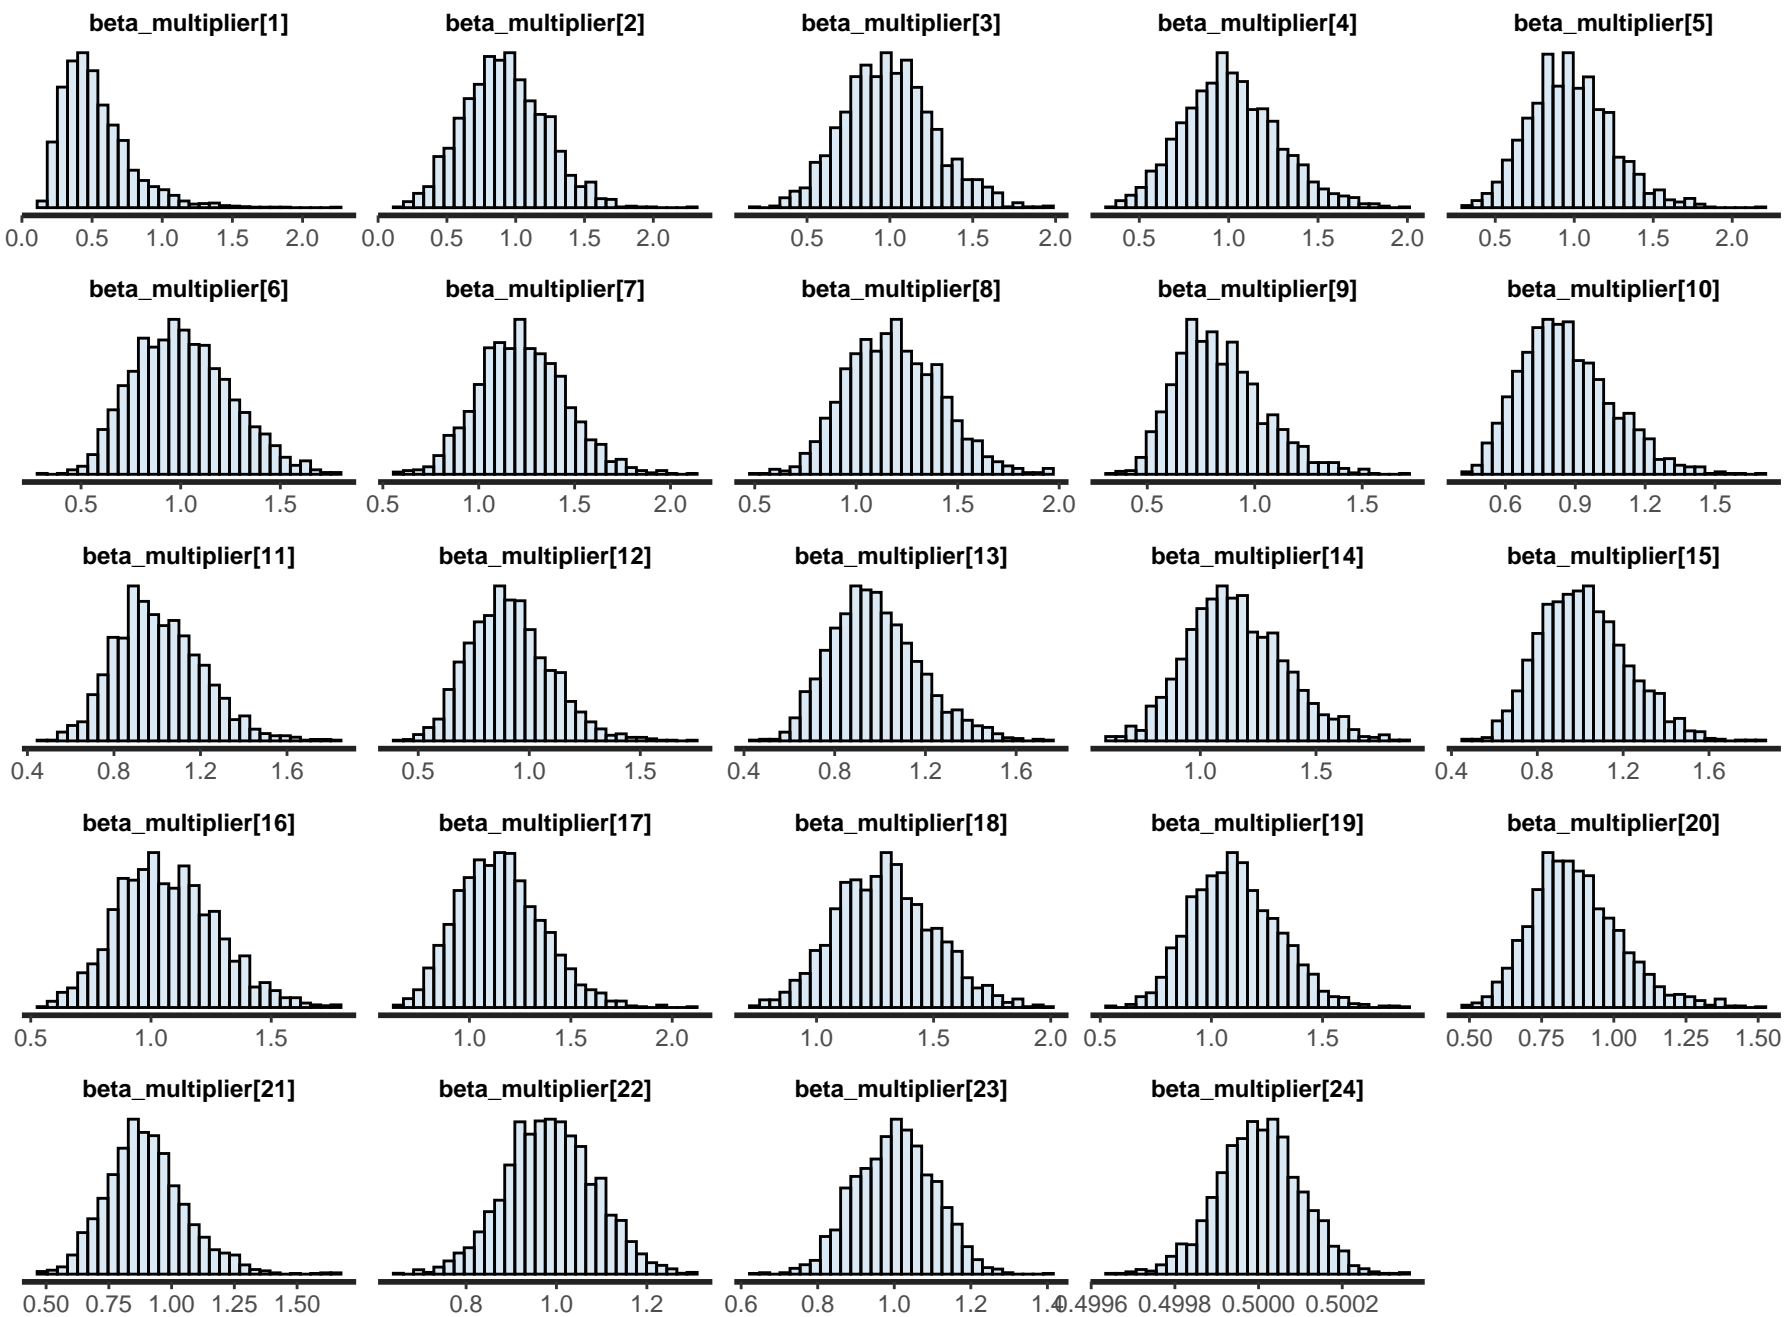 beta_multiplier[1] beta_multiplier[2] beta_multiplier[3] beta_multiplier[4] beta_multiplier[5]
0.0 0.5 1.0 1.5 2.0 0.0 0.5 1.0 1.5 2.0 0.5 1.0 1.5 2.0 0.5 1.0 1.5 2.0 0.5 1.0 1.5 2.0
beta_multiplier[6] beta_multiplier[7] beta_multiplier[8] beta_multiplier[9] beta_multiplier[10]
0.5 1.0 1.5 0.5 1.0 1.5 2.0 0.5 1.0 1.5 2.0 0.5 1.0 1.5 0.6 0.9 1.2 1.5
beta_multiplier[11] beta_multiplier[12] beta_multiplier[13] beta_multiplier[14] beta_multiplier[15]
0.4 0.8 1.2 1.6 0.5 1.0 1.5 0.4 0.8 1.2 1.6 1.0 1.5 0.4 0.8 1.2 1.6
beta_multiplier[16] beta_multiplier[17] beta_multiplier[18] beta_multiplier[19] beta_multiplier[20]
0.5 1.0 1.5 1.0 1.5 2.0 1.0 1.5 2.0 0.5 1.0 1.5 0.50 0.75 1.00 1.25 1.50
beta_multiplier[21] beta_multiplier[22] beta_multiplier[23] beta_multiplier[24]
0.50 0.75 1.00 1.25 1.50 0.8 1.0 1.2 0.6 0.8 1.0 1.2 1.4 0.4996 0.4998 0.5000 0.5002